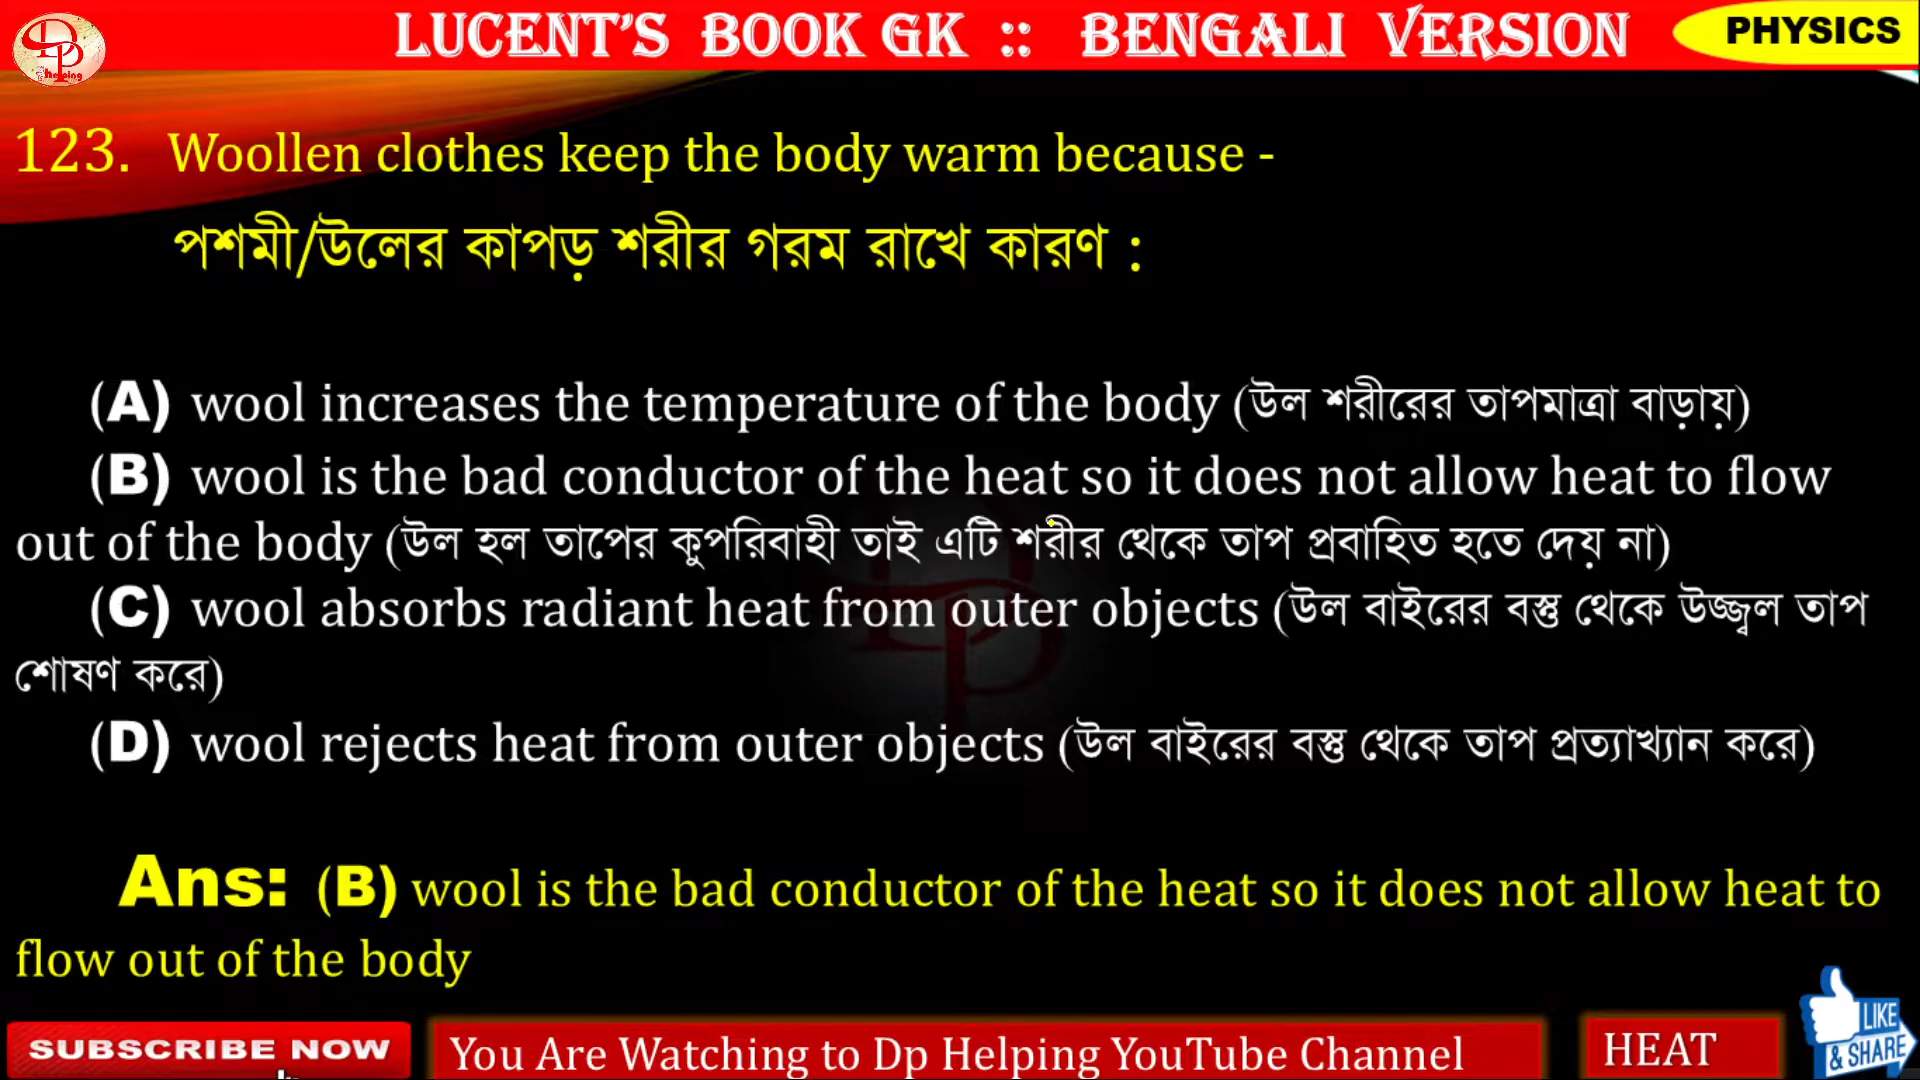 DP
helping
LUCENT'S BOOK GK :: BENGALI VERSION
PHYSICS
123. Woollen clothes keep the body warm because -
পশমী/উলের কাপড় শরীর গরম রাখে কারণ :
(A) wool increases the temperature of the body (উল শরীরের তাপমাত্রা বাড়ায়)
(B) wool is the bad conductor of the heat so it does not allow heat to flow
out of the body (উল হল তাপের কুপরিবাহী তাই এটি শরীর থেকে তাপ প্রবাহিত হতে দেয় না)
(C) wool absorbs radiant heat from outer objects (উল বাইরের বস্তু থেকে উজ্জ্বল তাপ
শোষণ করে)
(D) wool rejects heat from outer objects (উল বাইরের বস্তু থেকে তাপ প্রত্যাখ্যান করে)
Ans: (B) wool is the bad conductor of the heat so it does not allow heat to
flow out of the body
SUBSCRIBE NOW
You Are Watching to Dp Helping YouTube Channel
HEAT
LIKE
& SHARE